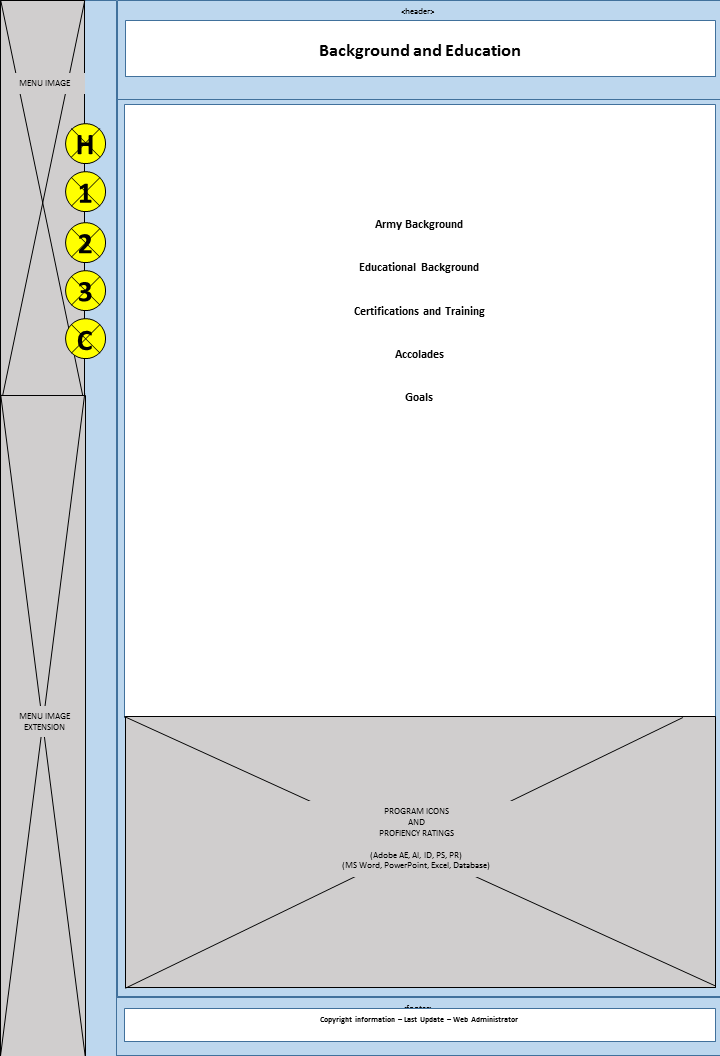 <header>
Background and Education
MENU IMAGE
H
1
2
3
C
Army Background
Educational Background
Certifications and Training
Accolades
Goals
MENU IMAGE
EXTENSION
PROGRAM ICONS
AND
PROFIENCY RATINGS
(Adobe AE, AI, ID, PS, PR)
(MS Word, PowerPoint, Excel, Database)
<footer>
Copyright information – Last Update – Web Administrator